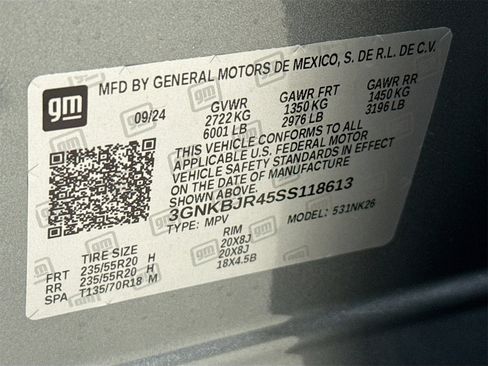 gm
MFD BY GENERAL MOTORS DE MEXICO, S. DE R.L. DE C.V.
09/24 GVWR GAWR FRT GAWR RR
2722 KG 1350 KG 1450 KG
6001 LB 2976 LB 3196 LB
THIS VEHICLE CONFORMS TO ALL
APPLICABLE U.S. FEDERAL MOTOR
VEHICLE SAFETY STANDARDS IN EFFECT
ON THE DATE OF MANUFACTURE
SHOWN ABOVE.
3GNKBJR45SS118613
TYPE: MPV MODEL: 531NK26
TIRE SIZE RIM
FRT 235/55R20 H 20X8J
RR 235/55R20 H 20X8J
SPA T135/70R18 M 18X4.5B